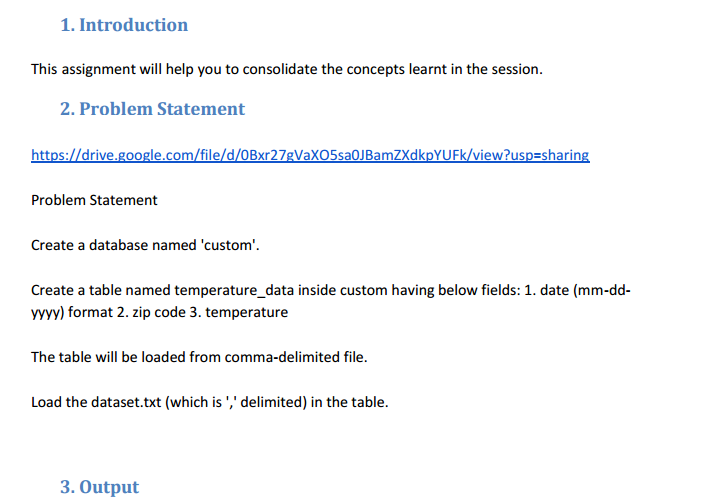 1. Introduction
This assignment will help you to consolidate the concepts learnt in the session.
2. Problem Statement
https://drive.google.com/file/d/0Bxr27gVaXO5sa0JBamZXdkpYUFk/view?usp=sharing
Problem Statement
Create a database named 'custom'.
Create a table named temperature_data inside custom having below fields: 1. date (mm-dd-
yyyy) format 2. zip code 3. temperature
The table will be loaded from comma-delimited file.
Load the dataset.txt (which is ',' delimited) in the table.
3. Output